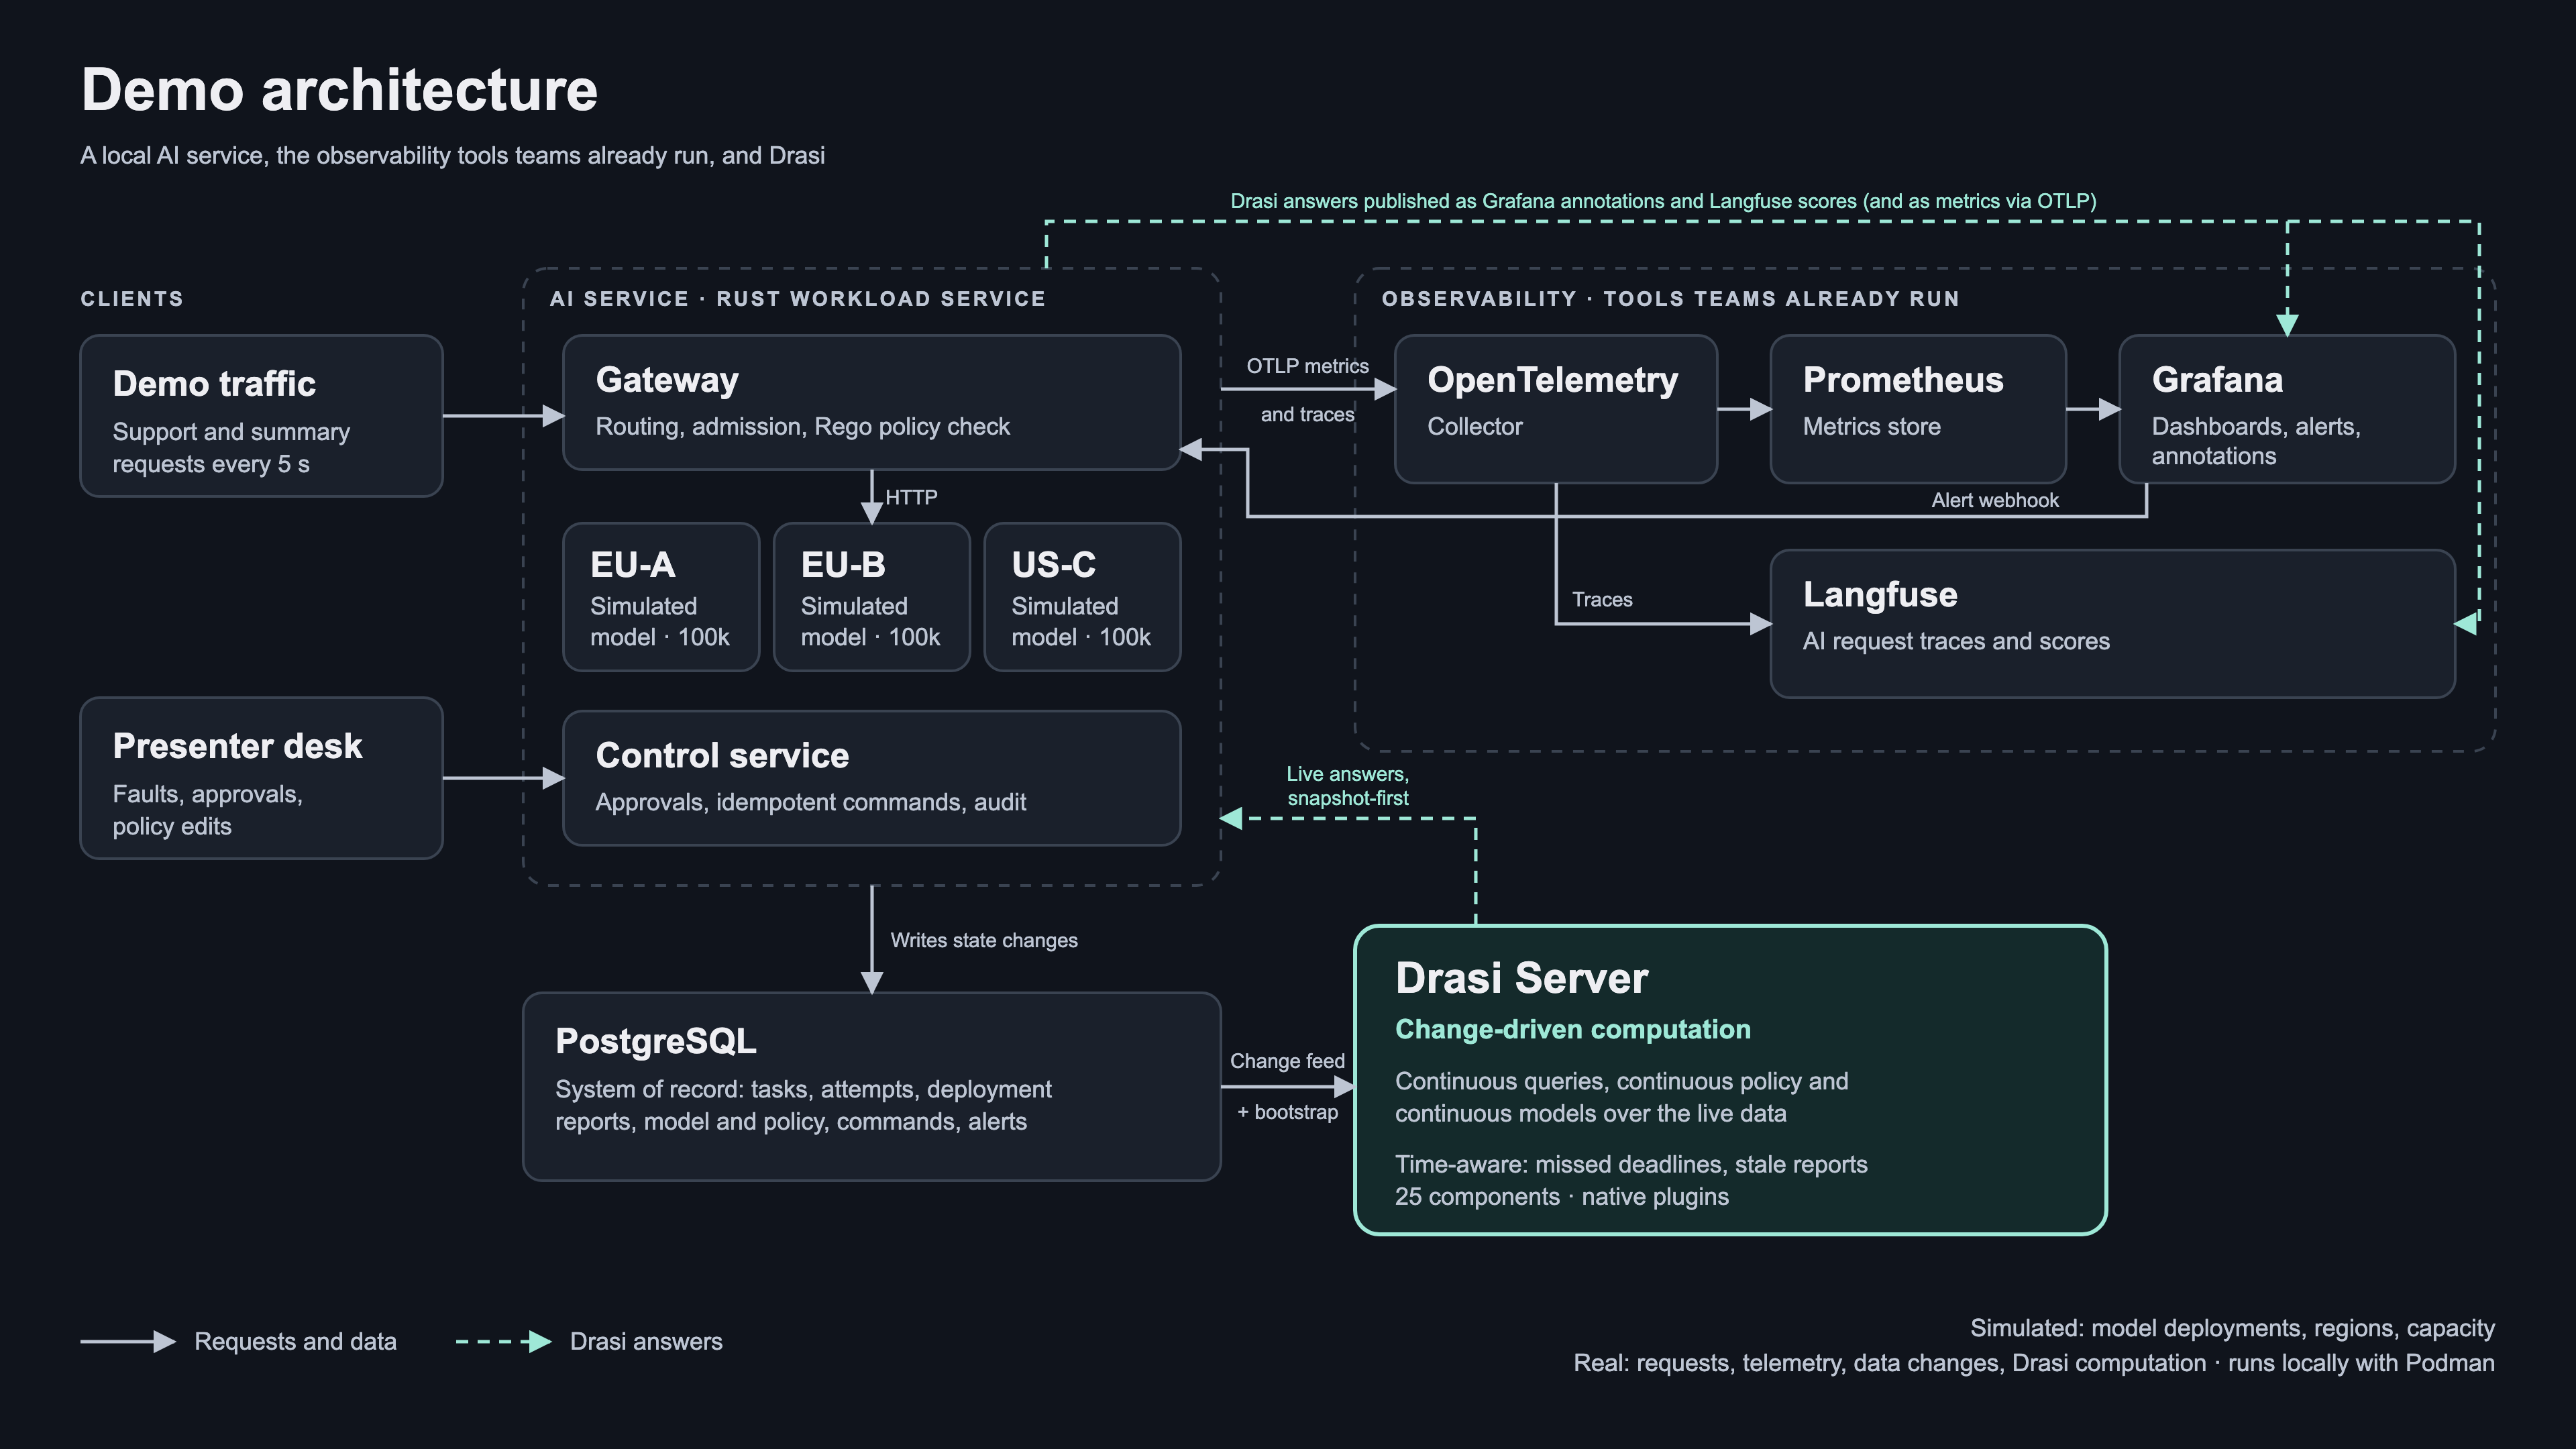 Demo architecture
A local AI service, the observability tools teams already run, and Drasi
Drasi answers published as Grafana annotations and Langfuse scores (and as metrics via OTLP)
CLIENTS
Demo traffic
Support and summary
requests every 5 s
Presenter desk
Faults, approvals,
policy edits
AI SERVICE · RUST WORKLOAD SERVICE
Gateway
Routing, admission, Rego policy check
HTTP
EU-A
Simulated
model · 100k
EU-B
Simulated
model · 100k
US-C
Simulated
model · 100k
Control service
Approvals, idempotent commands, audit
OTLP metrics
and traces
OBSERVABILITY · TOOLS TEAMS ALREADY RUN
OpenTelemetry
Collector
Prometheus
Metrics store
Grafana
Dashboards, alerts,
annotations
Alert webhook
Traces
Langfuse
AI request traces and scores
Live answers,
snapshot-first
Writes state changes
PostgreSQL
System of record: tasks, attempts, deployment
reports, model and policy, commands, alerts
Change feed
+ bootstrap
Drasi Server
Change-driven computation
Continuous queries, continuous policy and
continuous models over the live data
Time-aware: missed deadlines, stale reports
25 components · native plugins
Requests and data
Drasi answers
Simulated: model deployments, regions, capacity
Real: requests, telemetry, data changes, Drasi computation · runs locally with Podman